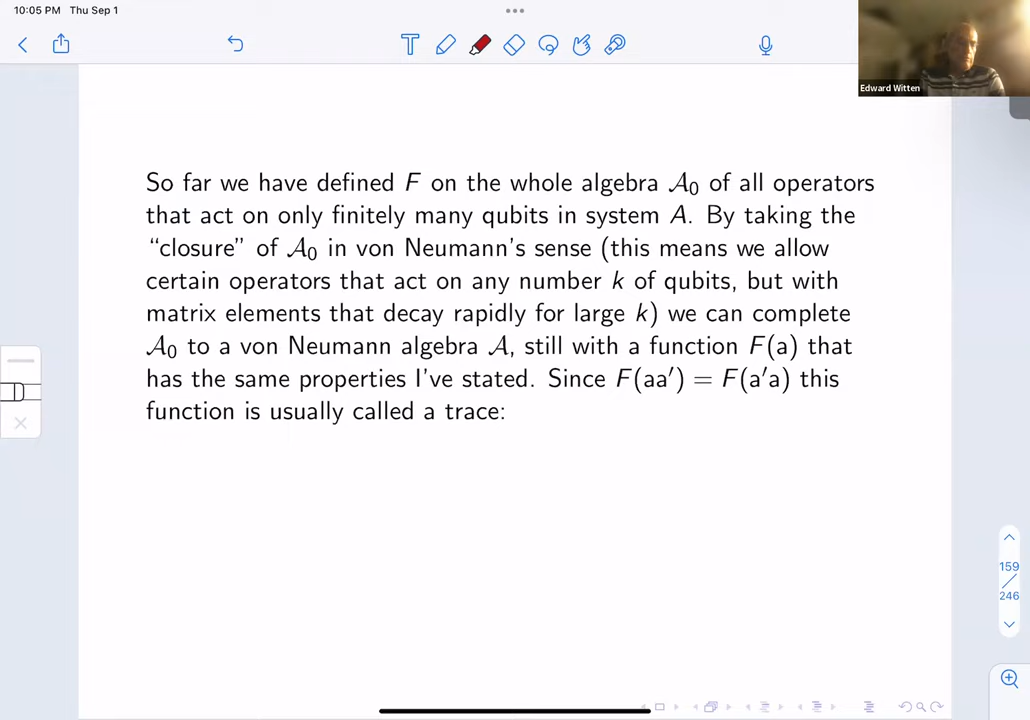 10:05 PM Thu Sep 1
Edward Witten
So far we have defined F on the whole algebra 𝒜₀ of all operators
that act on only finitely many qubits in system A. By taking the
“closure” of 𝒜₀ in von Neumann’s sense (this means we allow
certain operators that act on any number k of qubits, but with
matrix elements that decay rapidly for large k) we can complete
𝒜₀ to a von Neumann algebra 𝒜, still with a function F(a) that
has the same properties I’ve stated. Since F(aa′) = F(a′a) this
function is usually called a trace:
159
/
246